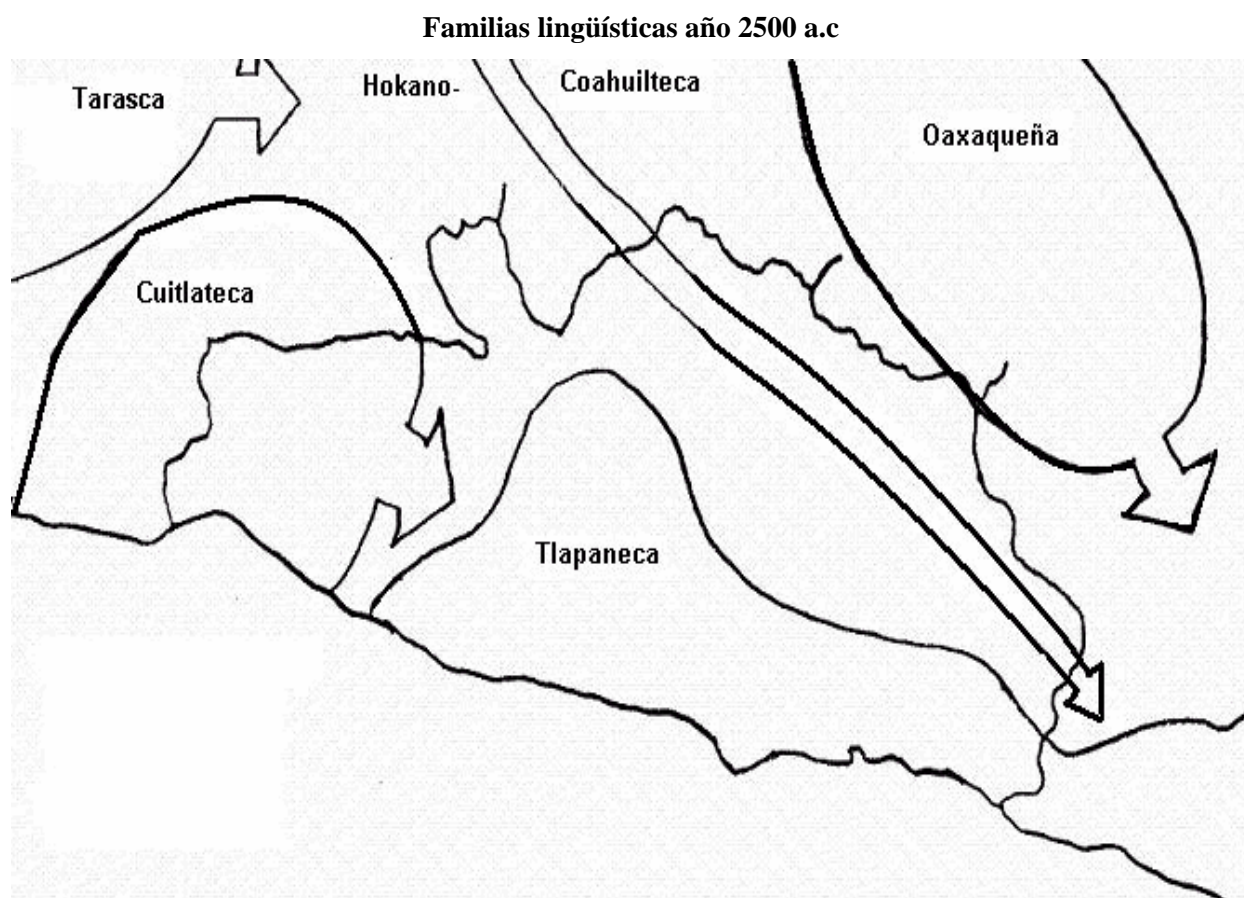 Familias lingüísticas año 2500 a.c
Tarasca
Hokano-
Coahuilteca
Oaxaqueña
Cuitlateca
Tlapaneca